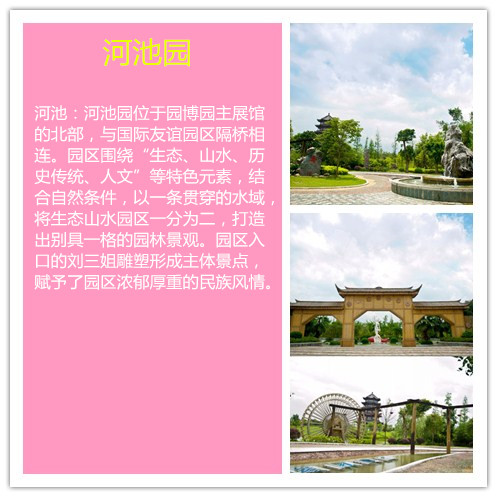 河池园
河池：河池园位于园博园主展馆
的北部，与国际友谊园区隔桥相
连。园区围绕“生态、山水、历
史传统、人文”等特色元素，结
合自然条件，以一条贯穿的水域，
将生态山水园区一分为二，打造
出别具一格的园林景观。园区入
口的刘三姐雕塑形成主体景点，
赋予了园区浓郁厚重的民族风情。